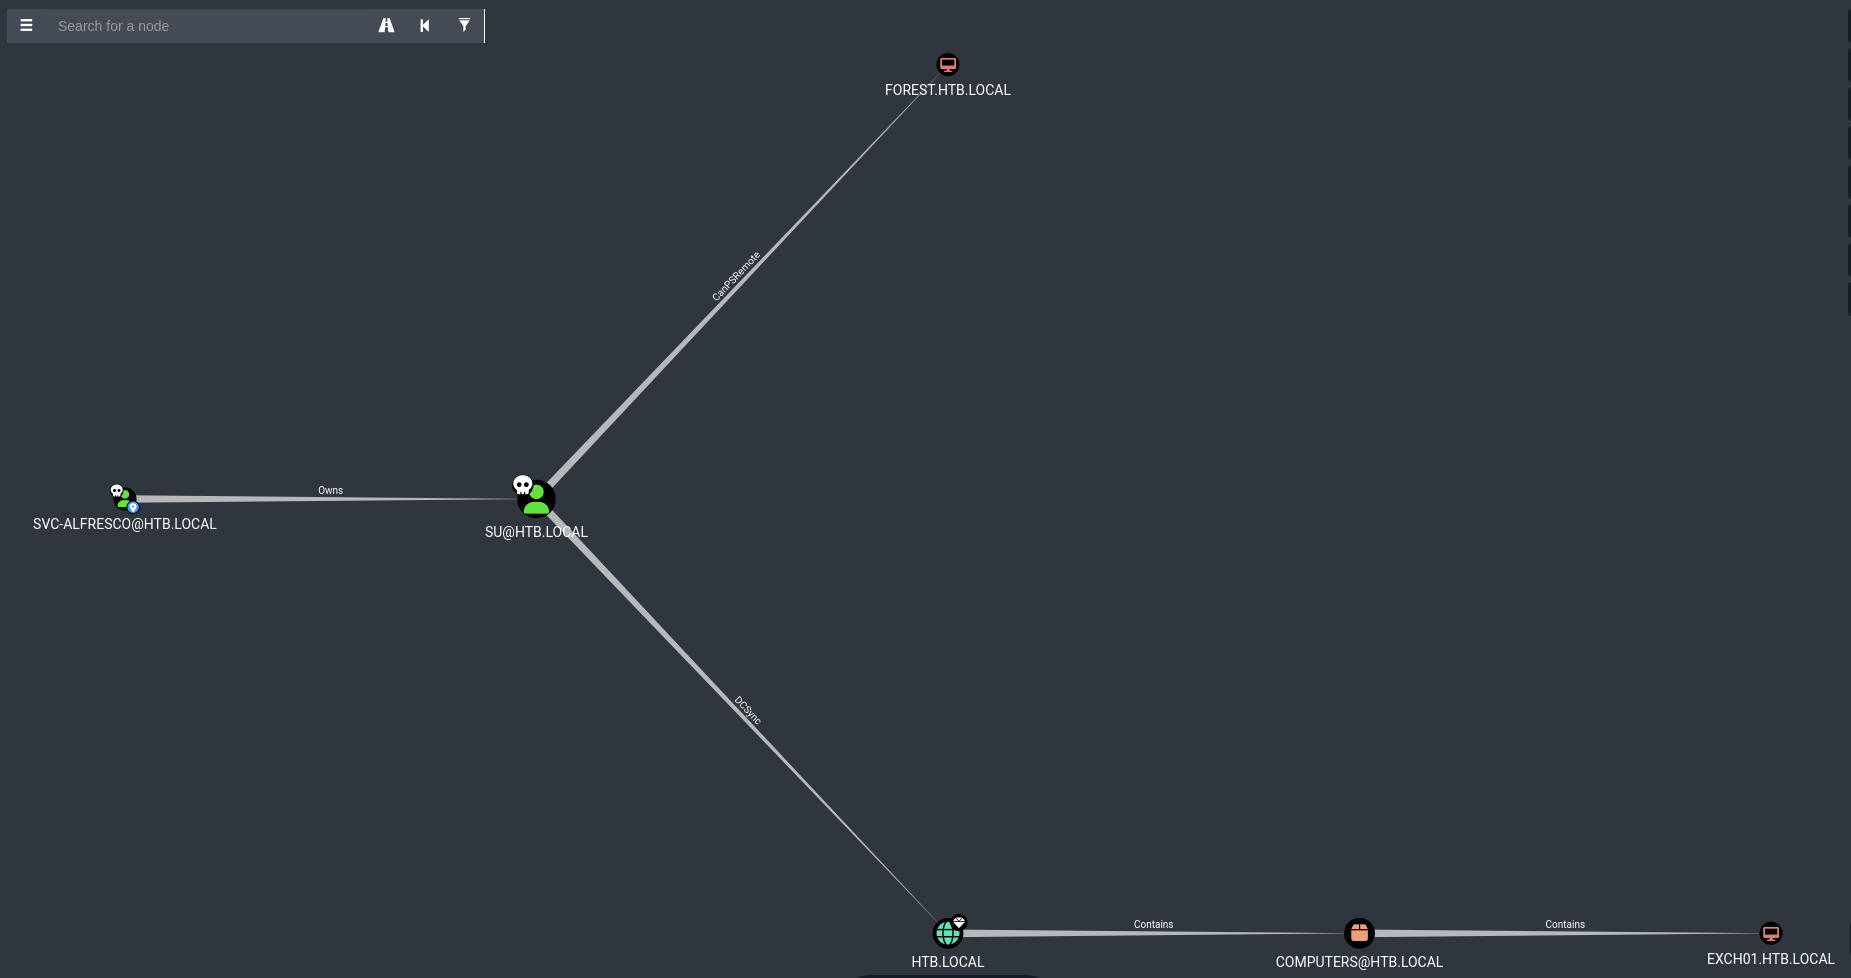 Search for a node
FOREST.HTB.LOCAL
CanPSRemote
Owns
SVC-ALFRESCO@HTB.LOCAL
SU@HTB.LOCAL
DCSync
Contains
Contains
HTB.LOCAL
COMPUTERS@HTB.LOCAL
EXCH01.HTB.LOCAL